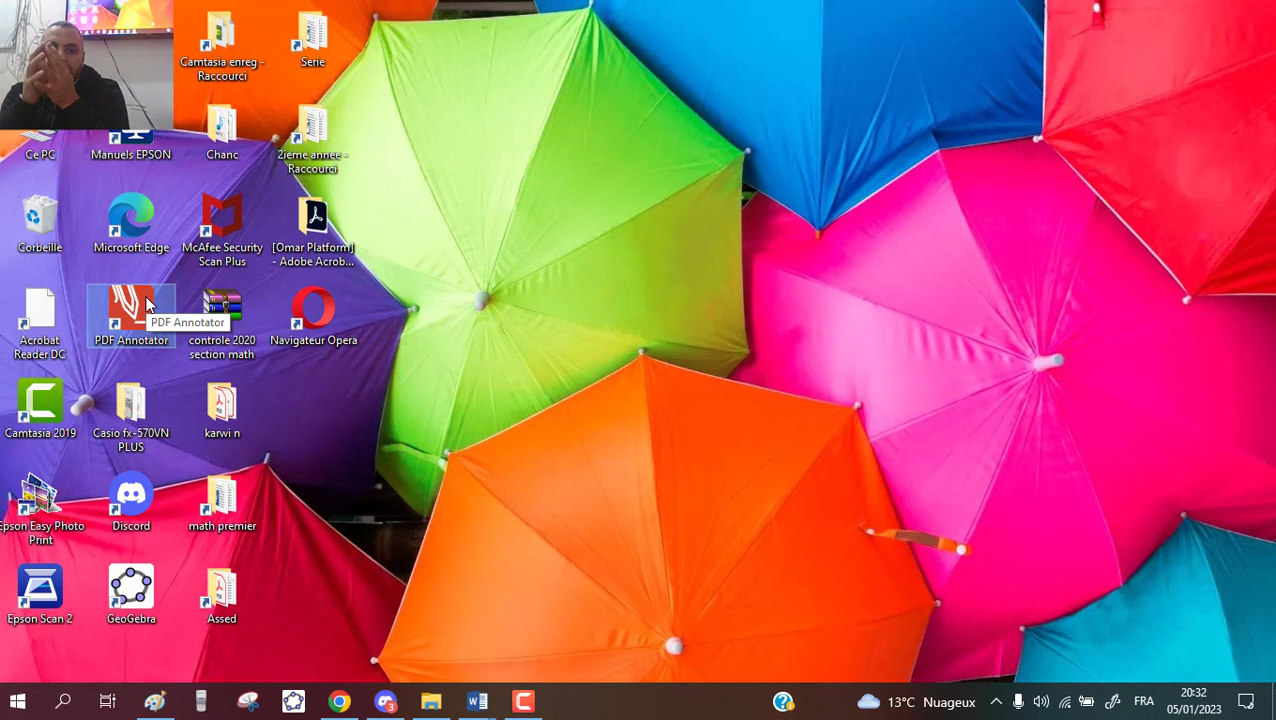 Camtasia enreg -
Raccourci
Serie
Ce PC
Manuels EPSON
Chanc
2ieme annee -
Raccourci
Corbeille
Microsoft Edge
McAfee Security
Scan Plus
[Omar Platform]
- Adobe Acrob...
Acrobat
Reader DC
PDF Annotator
PDF Annotator
controle 2020
section math
Navigateur Opera
Camtasia 2019
Casio fx-570VN
PLUS
karwi n
Epson Easy Photo
Print
Discord
math premier
Epson Scan 2
GeoGebra
Assed
3
13°C Nuageux
FRA
20:32
05/01/2023